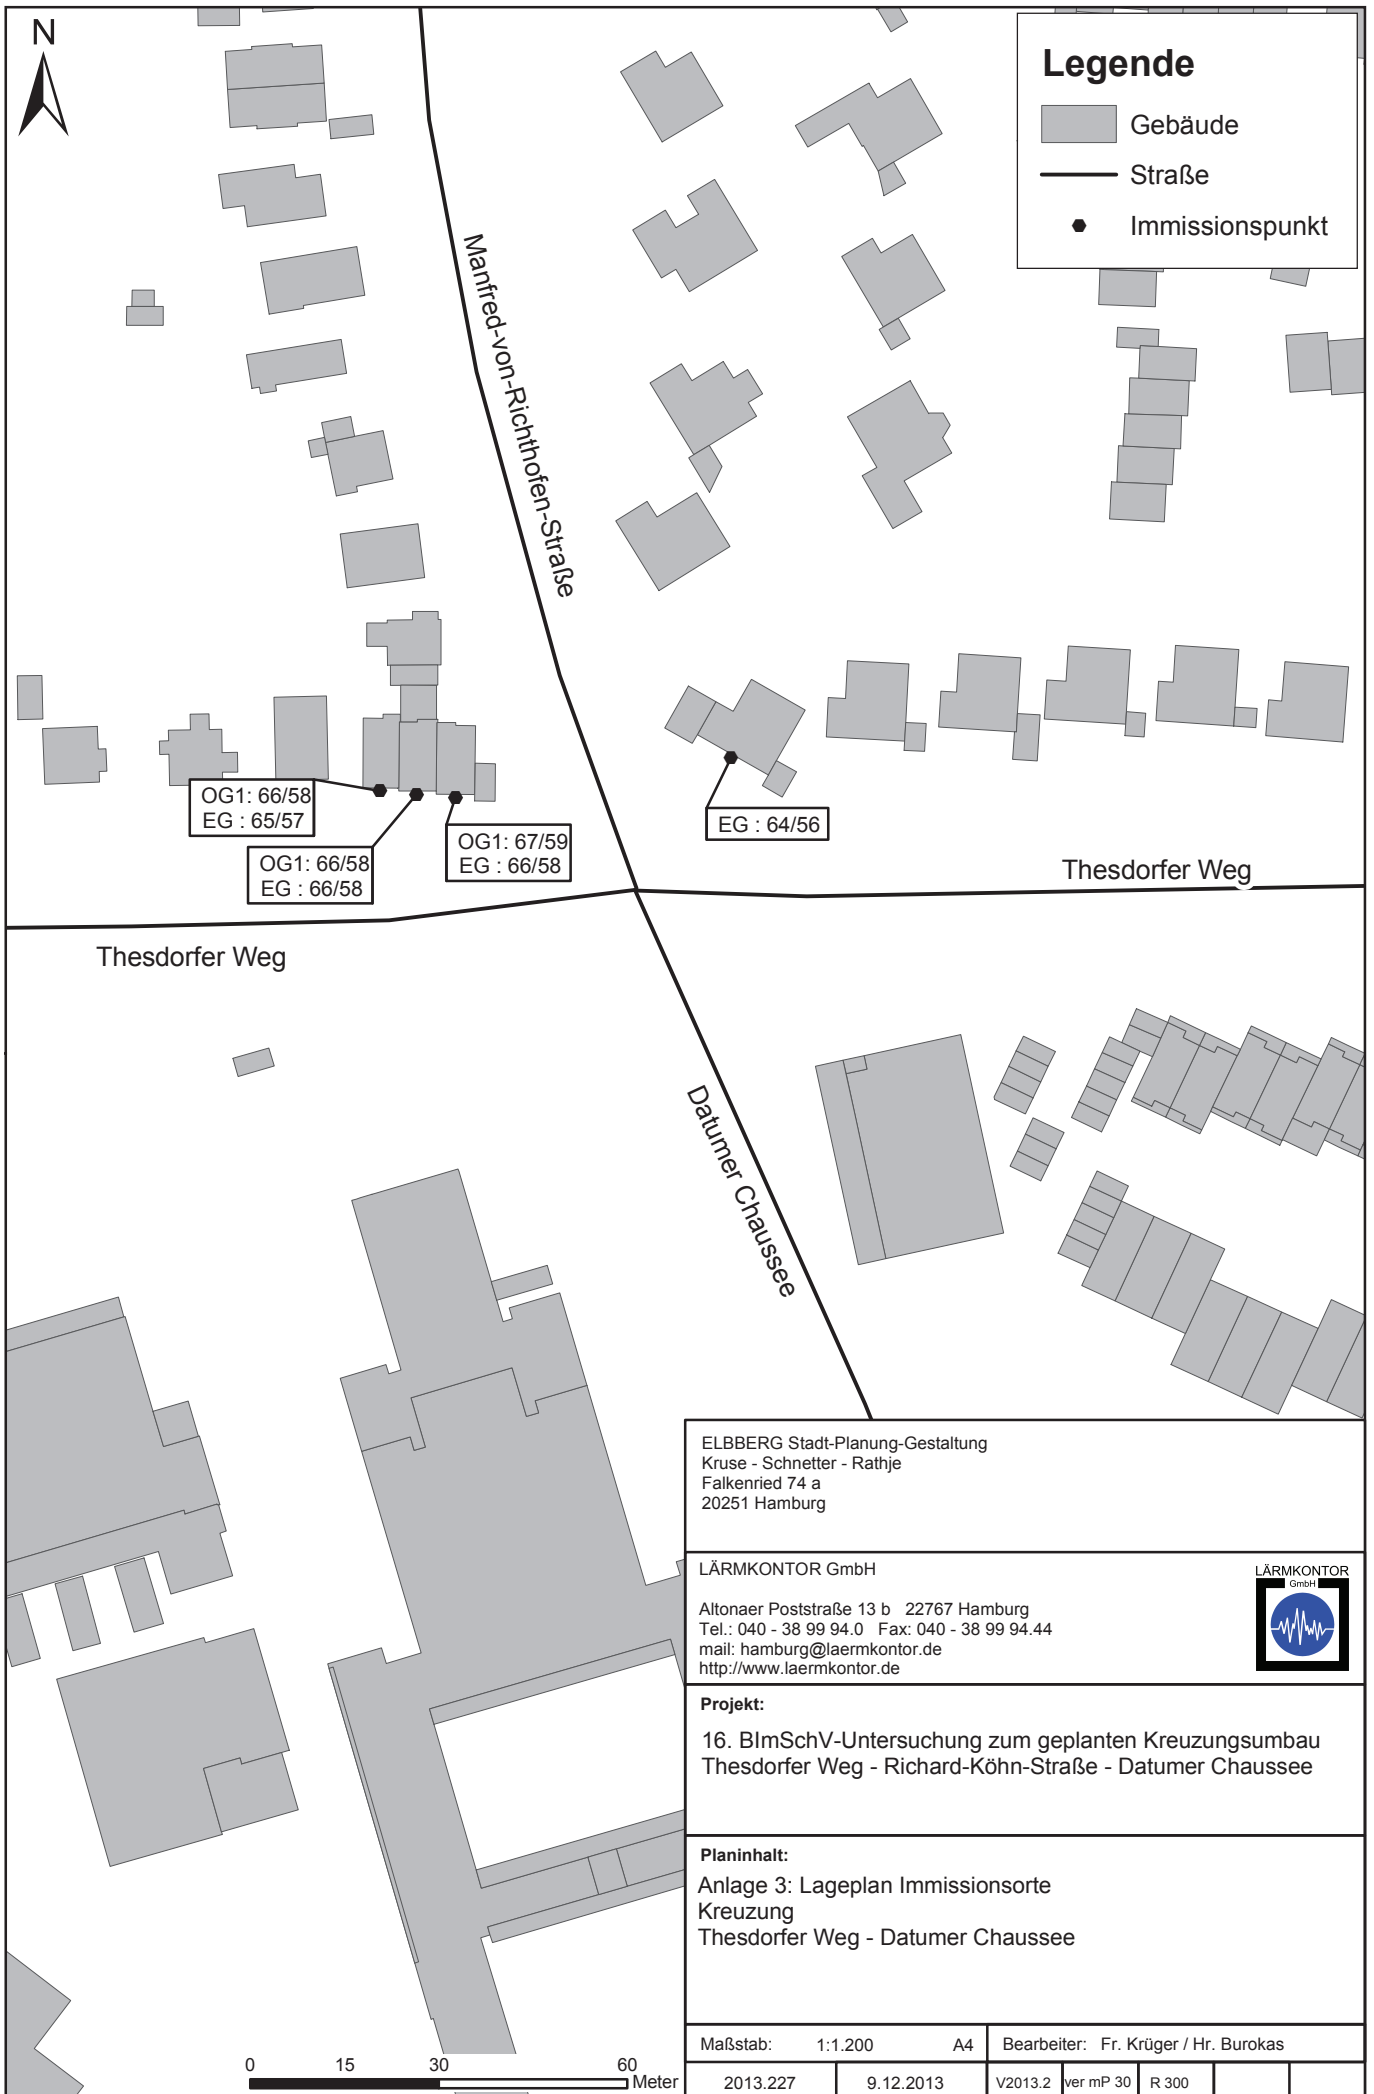 N
Legende
Gebäude
Straße
Immissionspunkt
Manfred-von-Richthofen-Straße
OG1: 66/58
EG : 65/57
OG1: 66/58
EG : 66/58
OG1: 67/59
EG : 66/58
EG : 64/56
Thesdorfer Weg
Thesdorfer Weg
Datumer Chaussee
ELBBERG Stadt-Planung-Gestaltung
Kruse - Schnetter - Rathje
Falkenried 74 a
20251 Hamburg
LÄRMKONTOR GmbH
Altonaer Poststraße 13 b 22767 Hamburg
Tel.: 040 - 38 99 94.0 Fax: 040 - 38 99 94.44
mail: hamburg@laermkontor.de
http://www.laermkontor.de
LÄRMKONTOR
GmbH
Projekt:
16. BImSchV-Untersuchung zum geplanten Kreuzungsumbau
Thesdorfer Weg - Richard-Köhn-Straße - Datumer Chaussee
Planinhalt:
Anlage 3: Lageplan Immissionsorte
Kreuzung
Thesdorfer Weg - Datumer Chaussee
Maßstab: 1:1.200 A4 Bearbeiter: Fr. Krüger / Hr. Burokas
2013.227 9.12.2013 V2013.2 ver mP 30 R 300
0 15 30 60
Meter